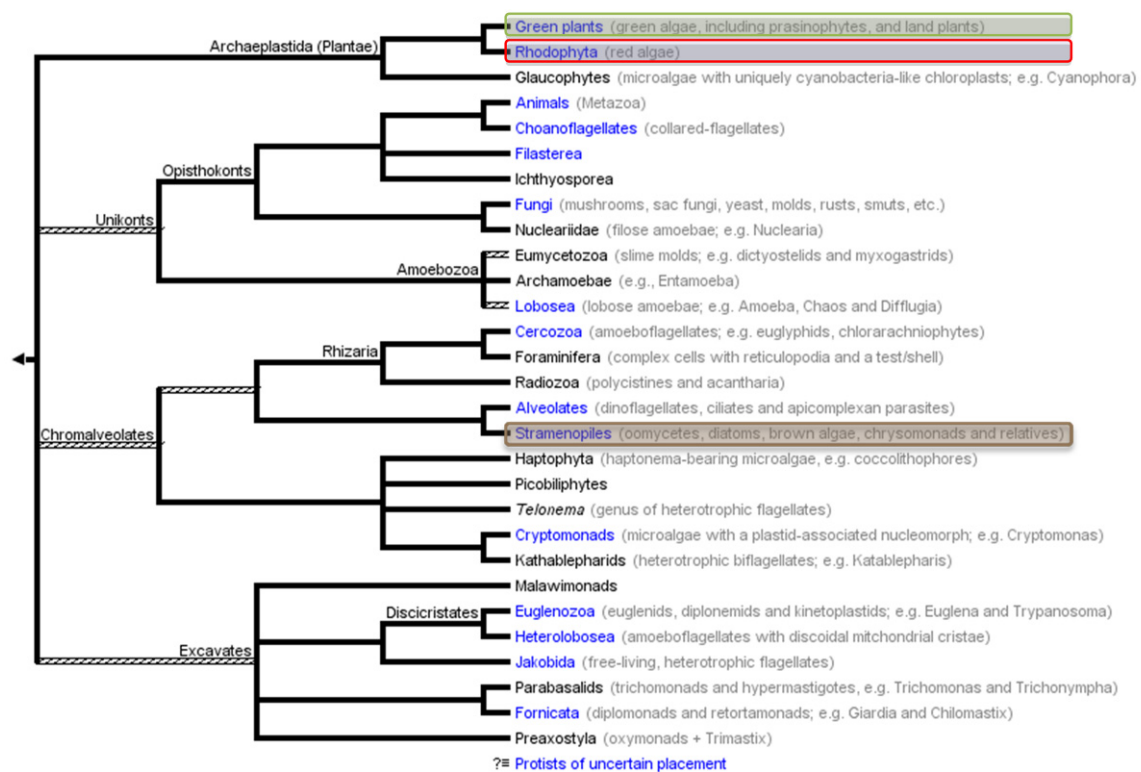 Green plants (green algae, including prasinophytes, and land plants)
Archaeplastida (Plantae)
Rhodophyta (red algae)
Glaucophytes (microalgae with uniquely cyanobacteria-like chloroplasts; e.g. Cyanophora)
Animals (Metazoa)
Choanoflagellates (collared-flagellates)
Filasterea
Opisthokonts
Ichthyosporea
Fungi (mushrooms, sac fungi, yeast, molds, rusts, smuts, etc.)
Unikonts
Nucleariidae (filose amoebae; e.g. Nuclearia)
Eumycetozoa (slime molds; e.g. dictyostelids and myxogastrids)
Amoebozoa
Archamoebae (e.g., Entamoeba)
Lobosea (lobose amoebae; e.g. Amoeba, Chaos and Difflugia)
Cercozoa (amoeboflagellates; e.g. euglyphids, chlorarachniophytes)
Rhizaria
Foraminifera (complex cells with reticulopodia and a test/shell)
Radiozoa (polycistines and acantharia)
Alveolates (dinoflagellates, ciliates and apicomplexan parasites)
Chromalveolates
Stramenopiles (oomycetes, diatoms, brown algae, chrysomonads and relatives)
Haptophyta (haptonema-bearing microalgae, e.g. coccolithophores)
Picobiliphytes
Telonema (genus of heterotrophic flagellates)
Cryptomonads (microalgae with a plastid-associated nucleomorph; e.g. Cryptomonas)
Kathablepharids (heterotrophic biflagellates; e.g. Katablepharis)
Malawimonads
Discicristates
Euglenozoa (euglenids, diplonemids and kinetoplastids; e.g. Euglena and Trypanosoma)
Heterolobosea (amoeboflagellates with discoidal mitchondrial cristae)
Excavates
Jakobida (free-living, heterotrophic flagellates)
Parabasalids (trichomonads and hypermastigotes, e.g. Trichomonas and Trichonympha)
Fornicata (diplomonads and retortamonads; e.g. Giardia and Chilomastix)
Preaxostyla (oxymonads + Trimastix)
?≡ Protists of uncertain placement